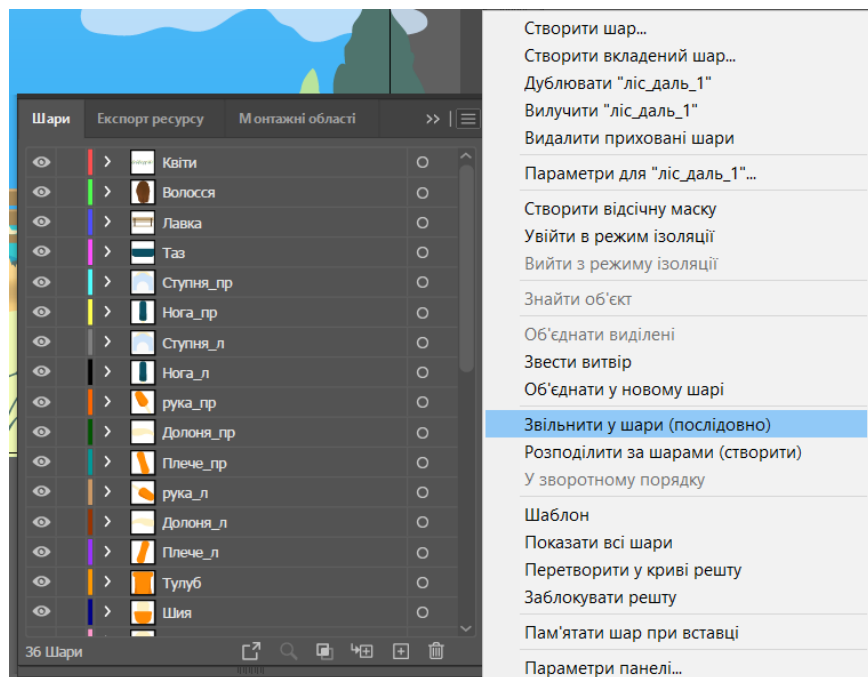 Шари
Експорт ресурсу
Монтажні області
Квіти
Волосся
Лавка
Таз
Ступня_пр
Нога_пр
Ступня_л
Нога_л
рука_пр
Долоня_пр
Плече_пр
рука_л
Долоня_л
Плече_л
Тулуб
Шия
36 Шари
Створити шар...
Створити вкладений шар...
Дублювати "ліс_даль_1"
Вилучити "ліс_даль_1"
Видалити приховані шари
Параметри для "ліс_даль_1"...
Створити відсічну маску
Увійти в режим ізоляції
Вийти з режиму ізоляції
Знайти об'єкт
Об'єднати виділені
Звести витвір
Об'єднати у новому шарі
Звільнити у шари (послідовно)
Розподілити за шарами (створити)
У зворотному порядку
Шаблон
Показати всі шари
Перетворити у криві решту
Заблокувати решту
Пам'ятати шар при вставці
Параметри панелі...